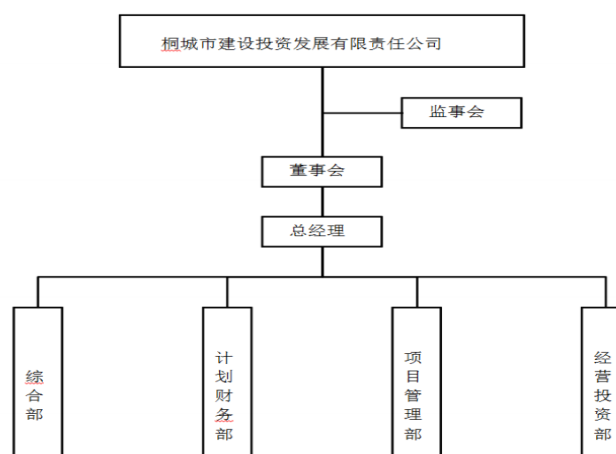 桐城市建设投资发展有限责任公司
监事会
董事会
总经理
综合部
计划财务部
项目管理部
经营投资部